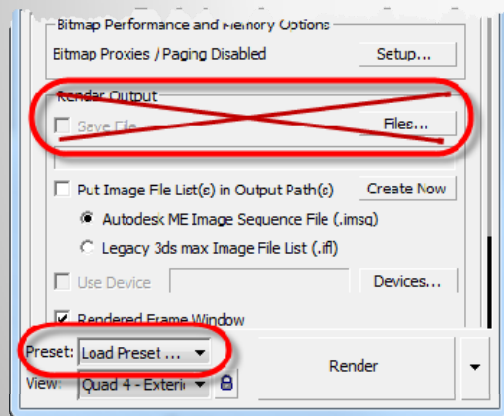 Bitmap Performance and Memory Options
Bitmap Proxies / Paging Disabled
Setup...
Render Output
Save File
Files...
Put Image File List(s) in Output Path(s)
Create Now
Autodesk ME Image Sequence File (.imsq)
Legacy 3ds max Image File List (.ifl)
Use Device
Devices...
Rendered Frame Window
Preset:
Load Preset ...
Render
View:
Quad 4 - Exteri